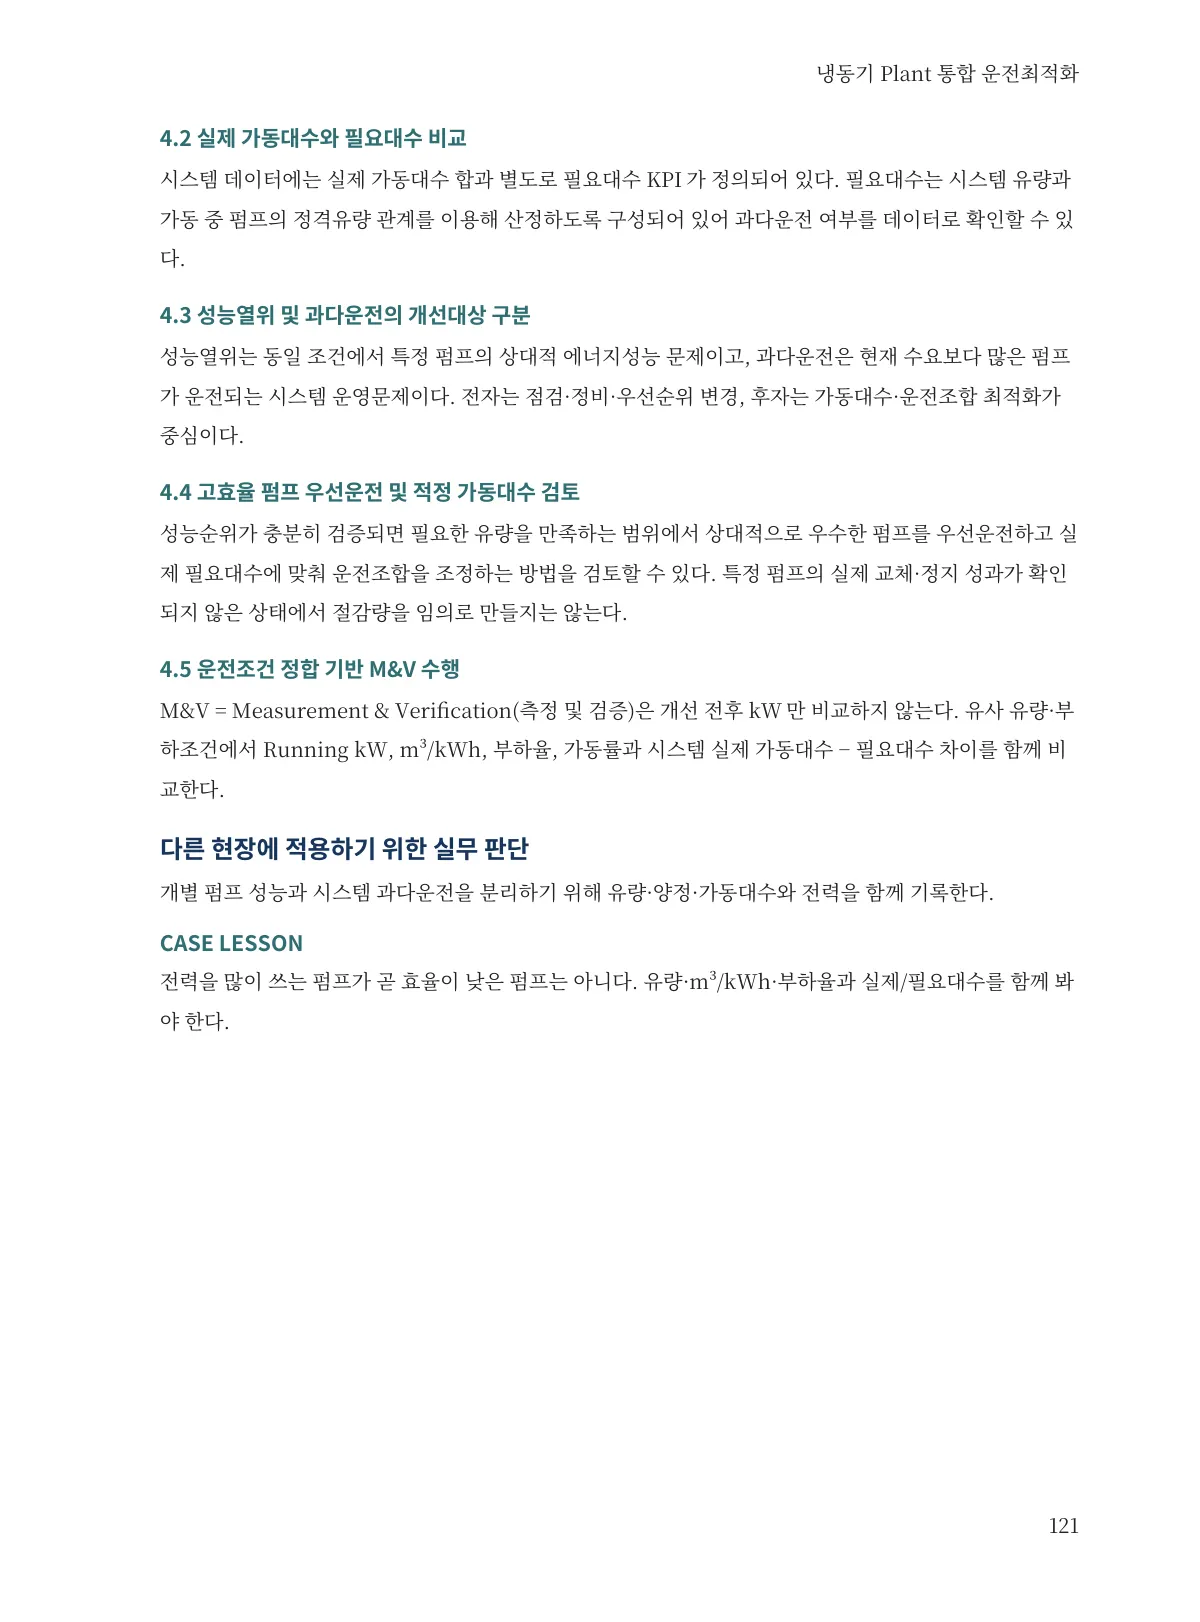 냉동기 Plant 통합 운전최적화
4.2 실제 가동대수와 필요대수 비교
시스템 데이터에는 실제 가동대수 합과 별도로 필요대수 KPI 가 정의되어 있다. 필요대수는 시스템 유량과
가동 중 펌프의 정격유량 관계를 이용해 산정하도록 구성되어 있어 과다운전 여부를 데이터로 확인할 수 있
다.
4.3 성능열위 및 과다운전의 개선대상 구분
성능열위는 동일 조건에서 특정 펌프의 상대적 에너지성능 문제이고, 과다운전은 현재 수요보다 많은 펌프
가 운전되는 시스템 운영문제이다. 전자는 점검·정비·우선순위 변경, 후자는 가동대수·운전조합 최적화가
중심이다.
4.4 고효율 펌프 우선운전 및 적정 가동대수 검토
성능순위가 충분히 검증되면 필요한 유량을 만족하는 범위에서 상대적으로 우수한 펌프를 우선운전하고 실
제 필요대수에 맞춰 운전조합을 조정하는 방법을 검토할 수 있다. 특정 펌프의 실제 교체·정지 성과가 확인
되지 않은 상태에서 절감량을 임의로 만들지는 않는다.
4.5 운전조건 정합 기반 M&V 수행
M&V = Measurement & Verification(측정 및 검증)은 개선 전후 kW 만 비교하지 않는다. 유사 유량·부
하조건에서 Running kW, m³/kWh, 부하율, 가동률과 시스템 실제 가동대수 – 필요대수 차이를 함께 비
교한다.
다른 현장에 적용하기 위한 실무 판단
개별 펌프 성능과 시스템 과다운전을 분리하기 위해 유량·양정·가동대수와 전력을 함께 기록한다.
CASE LESSON
전력을 많이 쓰는 펌프가 곧 효율이 낮은 펌프는 아니다. 유량·m³/kWh·부하율과 실제/필요대수를 함께 봐
야 한다.
121